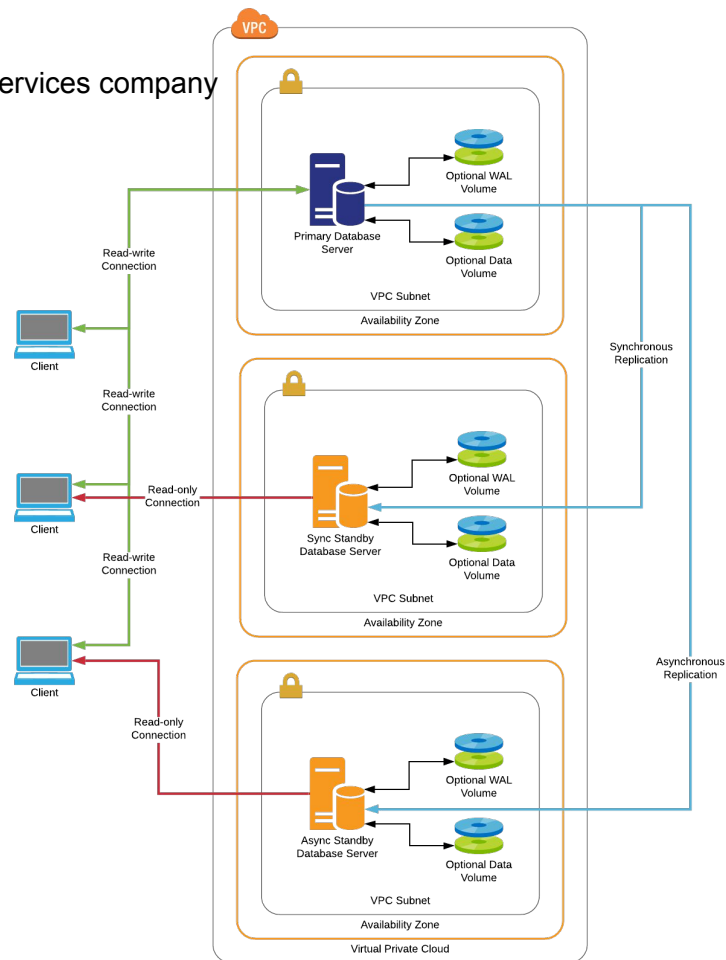 VPC
ervices company
Optional WAL
Volume
Primary Database
Server
Optional Data
Volume
Read-write
Connection
VPC Subnet
Availability Zone
Client
Synchronous
Replication
Read-write
Connection
Optional WAL
Volume
Read-only
Connection
Client
Sync Standby
Database Server
Optional Data
Volume
Read-write
Connection
VPC Subnet
Availability Zone
Client
Asynchronous
Replication
Read-only
Connection
Optional WAL
Volume
Async Standby
Database Server
Optional Data
Volume
VPC Subnet
Availability Zone
Virtual Private Cloud